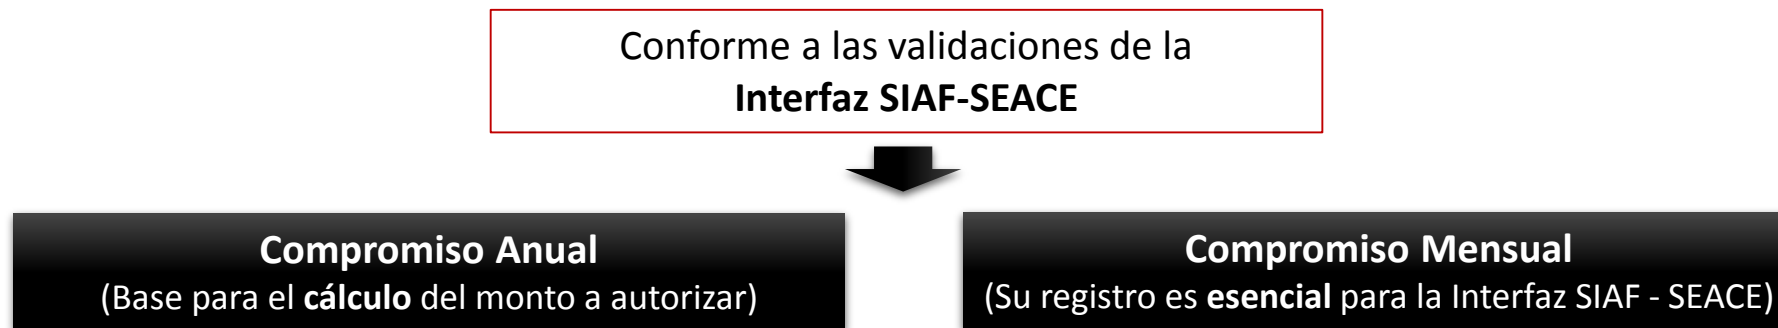 Conforme a las validaciones de la
Interfaz SIAF-SEACE
Compromiso Anual
(Base para el cálculo del monto a autorizar)
Compromiso Mensual
(Su registro es esencial para la Interfaz SIAF - SEACE)